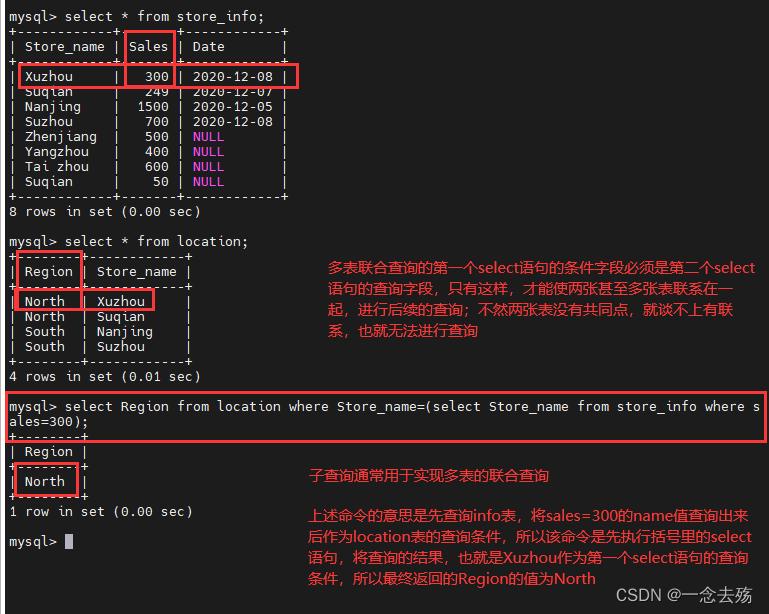 mysql> select * from store_info;
+------------+-------+------------+
| Store_name | Sales | Date       |
+------------+-------+------------+
| Xuzhou     |   300 | 2020-12-08 |
| Suqian     |   249 | 2020-12-07 |
| Nanjing    |  1500 | 2020-12-05 |
| Suzhou     |   700 | 2020-12-08 |
| Zhenjiang  |   500 | NULL       |
| Yangzhou   |   400 | NULL       |
| Tai zhou   |   600 | NULL       |
| Suqian     |    50 | NULL       |
+------------+-------+------------+
8 rows in set (0.00 sec)
mysql> select * from location;
+--------+------------+
| Region | Store_name |
+--------+------------+
| North  | Xuzhou     |
| North  | Suqian     |
| South  | Nanjing    |
| South  | Suzhou     |
+--------+------------+
4 rows in set (0.01 sec)
多表联合查询的第一个select语句的条件字段必须是第二个select
语句的查询字段，只有这样，才能使两张甚至多张表联系在一
起，进行后续的查询；不然两张表没有共同点，就谈不上有联
系，也就无法进行查询
mysql> select Region from location where Store_name=(select Store_name from store_info where s
ales=300);
+--------+
| Region |
+--------+
| North  |
+--------+
1 row in set (0.00 sec)
mysql>
子查询通常用于实现多表的联合查询
上述命令的意思是先查询info表，将sales=300的name值查询出来
后作为location表的查询条件，所以该命令是先执行括号里的select
语句，将查询的结果，也就是Xuzhou作为第一个select语句的查询
条件，所以最终返回的Region的值为North
CSDN @一念去殇